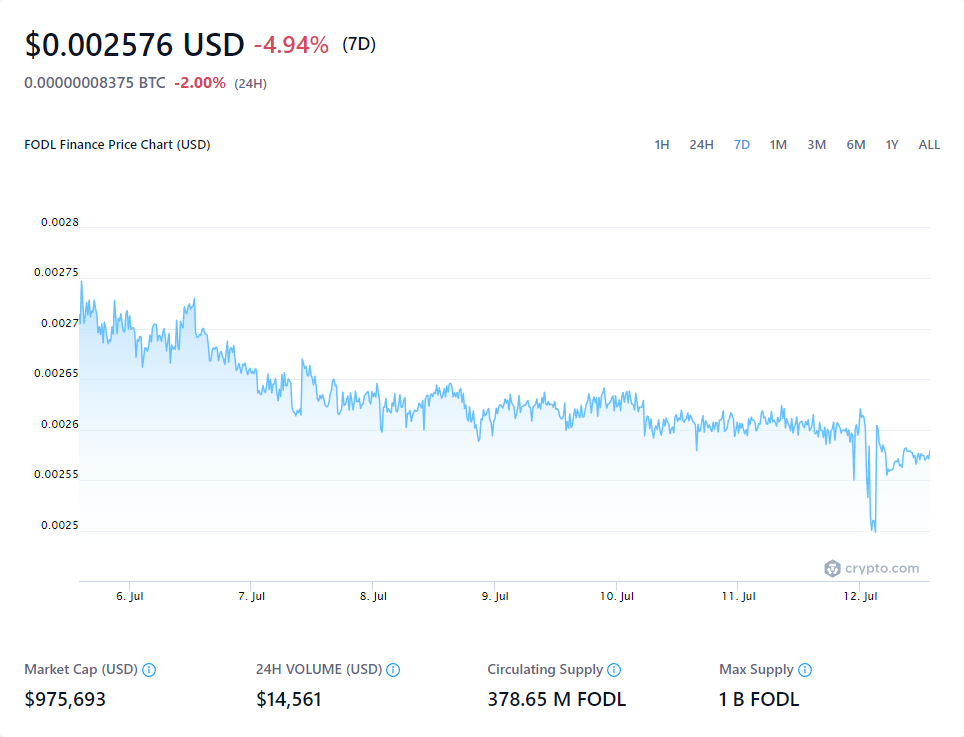 $0.002576 USD -4.94% (7D)
0.00000008375 BTC -2.00% (24H)
FODL Finance Price Chart (USD)
1H 24H 7D 1M 3M 6M 1Y ALL
0.0028
0.00275
0.0027
0.00265
0.0026
0.00255
0.0025
crypto.com
6. Jul 7. Jul 8. Jul 9. Jul 10. Jul 11. Jul 12. Jul
Market Cap (USD) 24H VOLUME (USD) Circulating Supply Max Supply
$975,693 $14,561 378.65 M FODL 1 B FODL